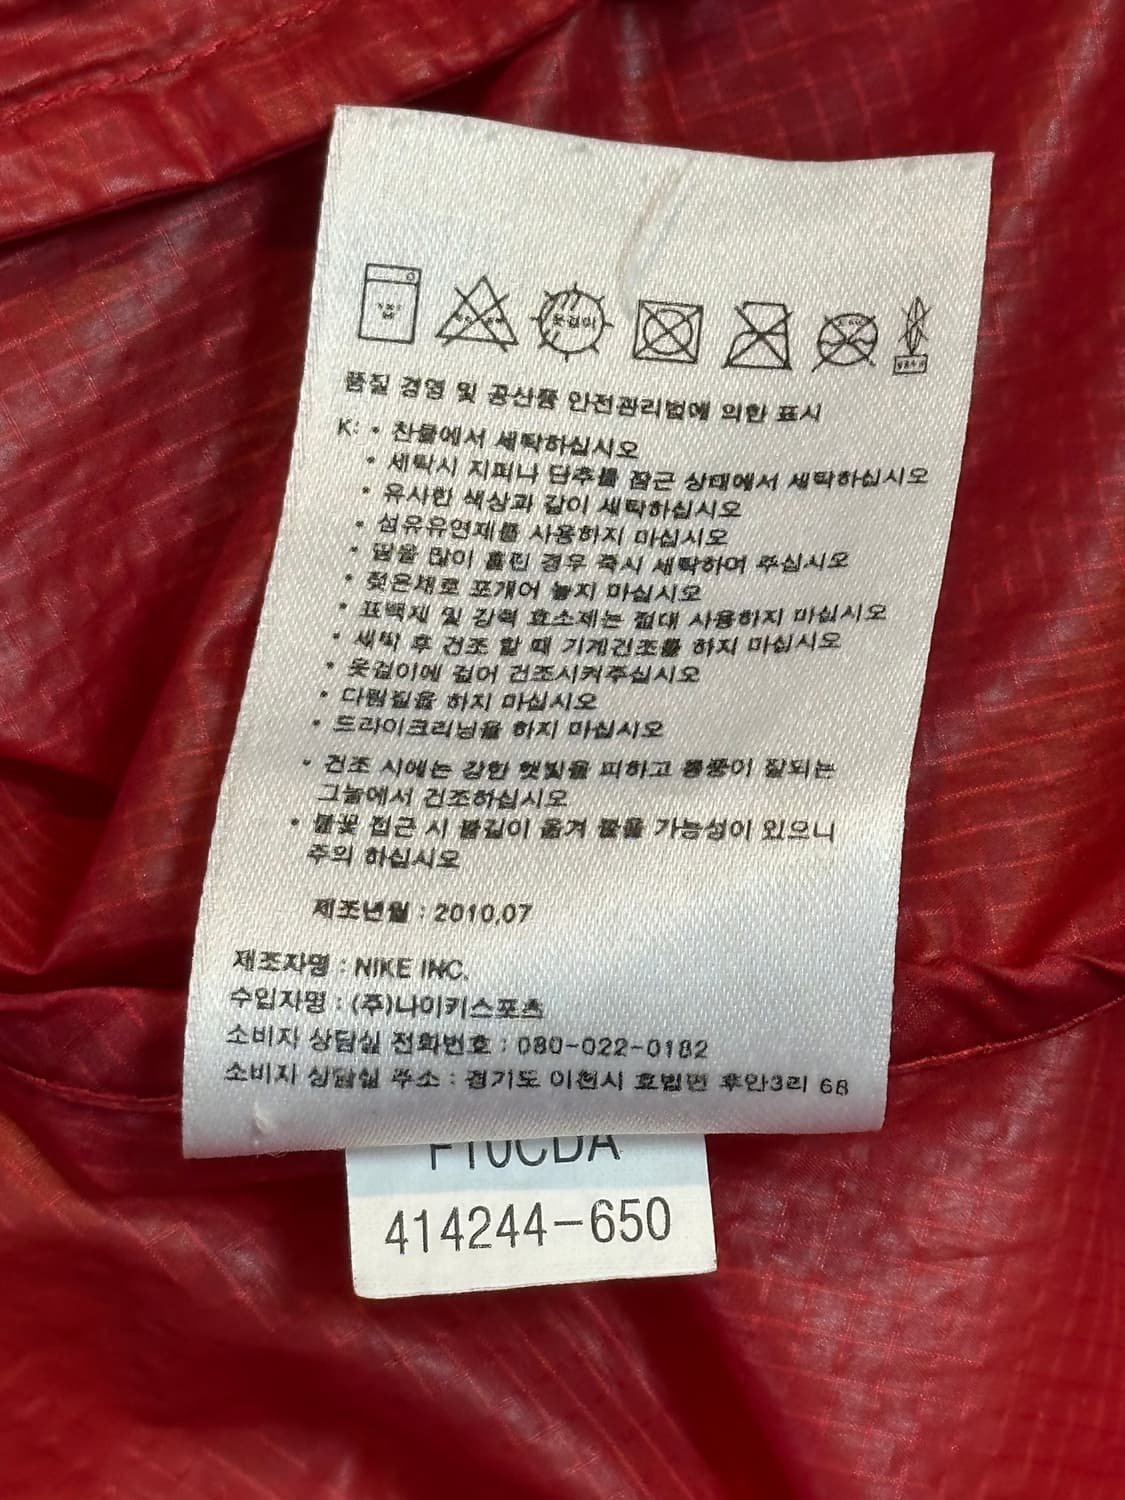 옷걸이
품질 경영 및 공산품 안전관리법에 의한 표시
K: • 찬물에서 세탁하십시오
• 세탁시 지퍼나 단추를 잠근 상태에서 세탁하십시오
• 유사한 색상과 같이 세탁하십시오
• 섬유유연제를 사용하지 마십시오
• 땀을 많이 흘린 경우 즉시 세탁하여 주십시오
• 젖은채로 포개어 놓지 마십시오
• 표백제 및 강력 효소제는 절대 사용하지 마십시오
• 세탁 후 건조 할 때 기계건조를 하지 마십시오
• 옷걸이에 걸어 건조시켜주십시오
• 다림질을 하지 마십시오
• 드라이크리닝을 하지 마십시오
• 건조 시에는 강한 햇빛을 피하고 통풍이 잘되는
그늘에서 건조하십시오
• 불꽃 접근 시 불길이 옮겨 붙을 가능성이 있으니
주의 하십시오
제조년월 : 2010,07
제조자명 : NIKE INC.
수입자명 : (주)나이키스포츠
소비자 상담실 전화번호 : 080-022-0182
소비자 상담실 주소 : 경기도 이천시 호법면 후안3리 68
F10CDA
414244-650